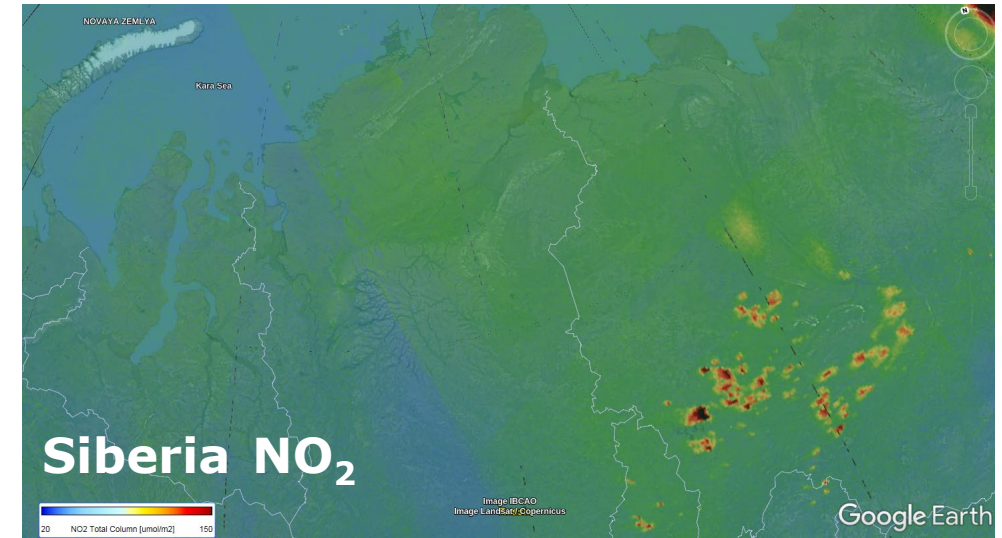 NOVAYA ZEMLYA
N
Kara Sea
Siberia NO₂
20 NO2 Total Column [umol/m2] 150
Image IBCAO
Image Landsat / Copernicus
Google Earth